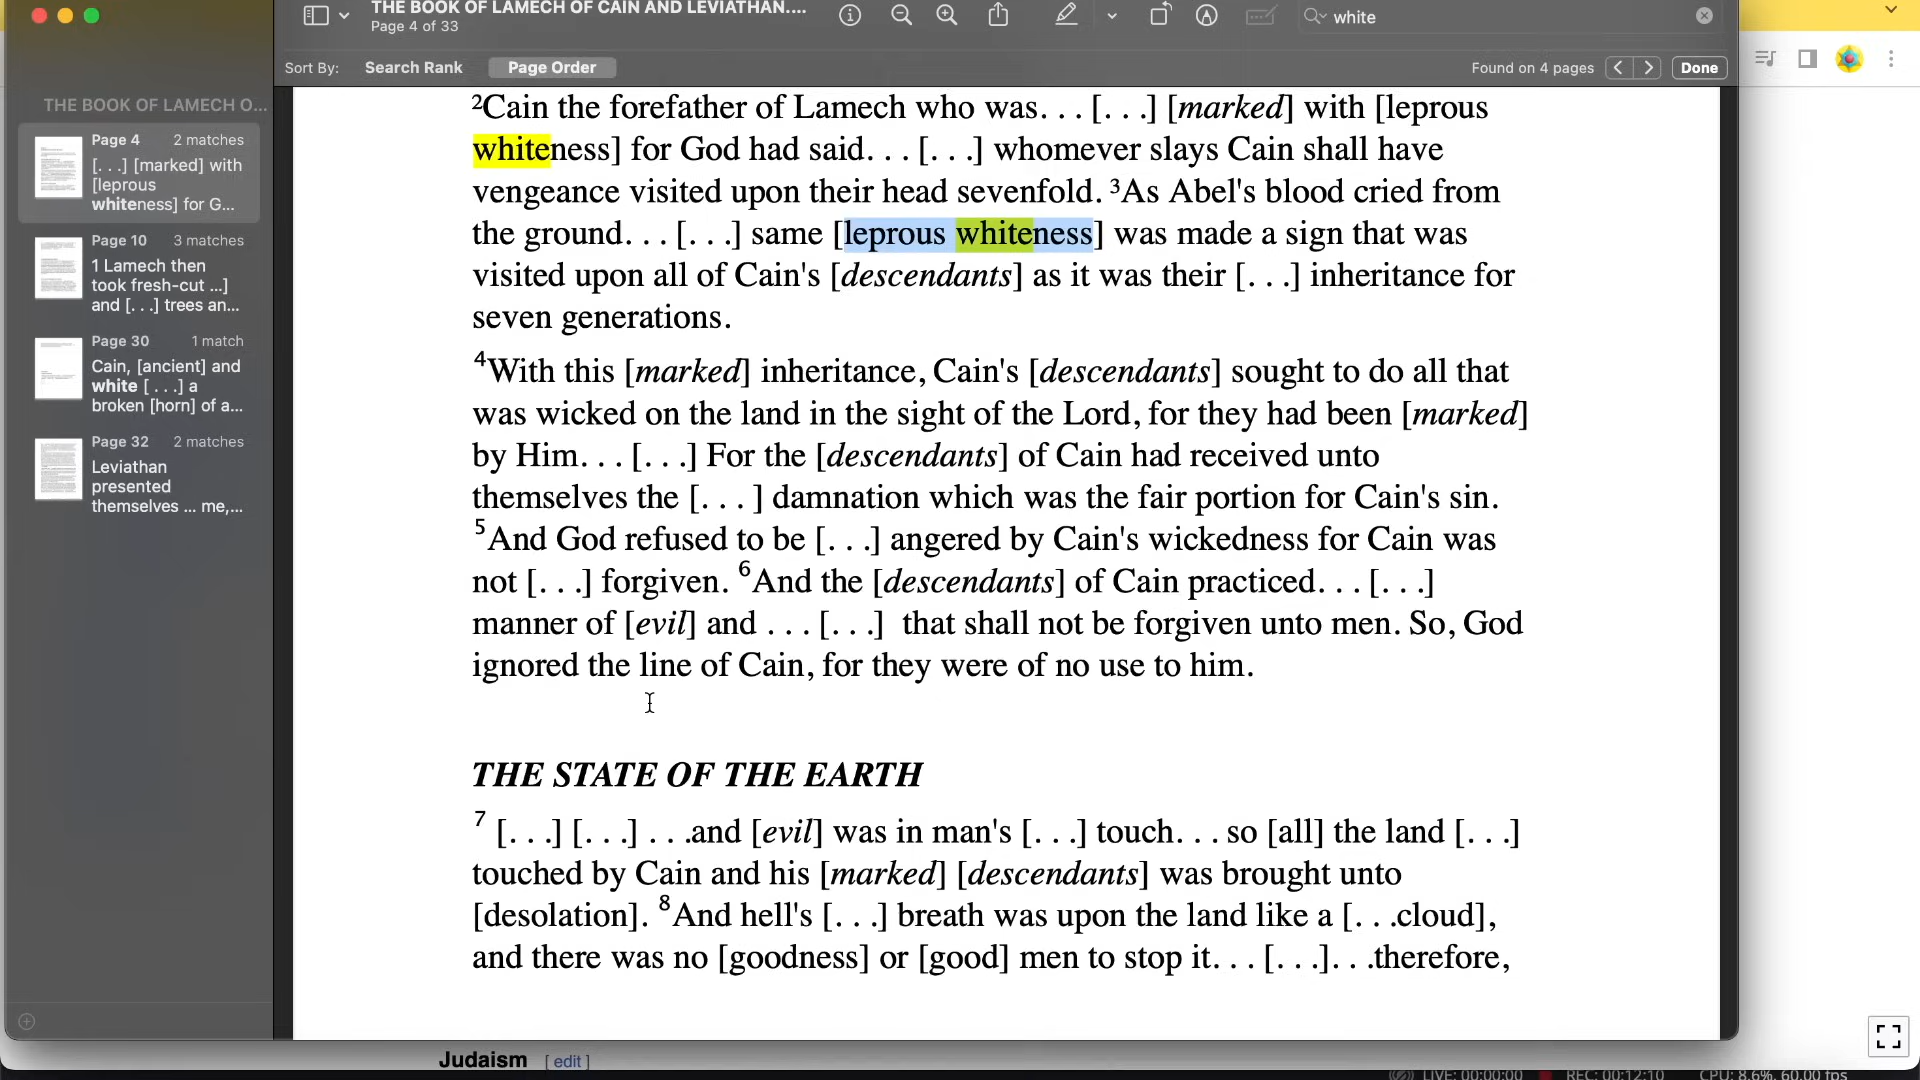 THE BOOK OF LAMECH OF CAIN AND LEVIATHAN....
Page 4 of 33
white
Sort By: Search Rank Page Order
Found on 4 pages
Done
THE BOOK OF LAMECH O...
Page 4 2 matches
[. . .] [marked] with
[leprous
whiteness] for G...
Page 10 3 matches
1 Lamech then
took fresh-cut ...]
and [. . .] trees an...
Page 30 1 match
Cain, [ancient] and
white [ . . .] a
broken [horn] of a...
Page 32 2 matches
Leviathan
presented
themselves ... me,...
²Cain the forefather of Lamech who was. . . [. . .] [marked] with [leprous
whiteness] for God had said. . . [. . .] whomever slays Cain shall have
vengeance visited upon their head sevenfold. ³As Abel's blood cried from
the ground. . . [. . .] same [leprous whiteness] was made a sign that was
visited upon all of Cain's [descendants] as it was their [. . .] inheritance for
seven generations.
⁴With this [marked] inheritance, Cain's [descendants] sought to do all that
was wicked on the land in the sight of the Lord, for they had been [marked]
by Him. . . [. . .] For the [descendants] of Cain had received unto
themselves the [. . . ] damnation which was the fair portion for Cain's sin.
⁵And God refused to be [. . .] angered by Cain's wickedness for Cain was
not [. . .] forgiven. ⁶And the [descendants] of Cain practiced. . . [. . .]
manner of [evil] and . . . [. . .] that shall not be forgiven unto men. So, God
ignored the line of Cain, for they were of no use to him.
THE STATE OF THE EARTH
⁷ [. . .] [. . .] . . .and [evil] was in man's [. . .] touch. . . so [all] the land [. . .]
touched by Cain and his [marked] [descendants] was brought unto
[desolation]. ⁸And hell's [. . .] breath was upon the land like a [. . .cloud],
and there was no [goodness] or [good] men to stop it. . . [. . .]. . .therefore,
Judaism [ edit ]
LIVE: 00:00:00 REC: 00:12:10 CPU: 8.6%, 60.00 fps